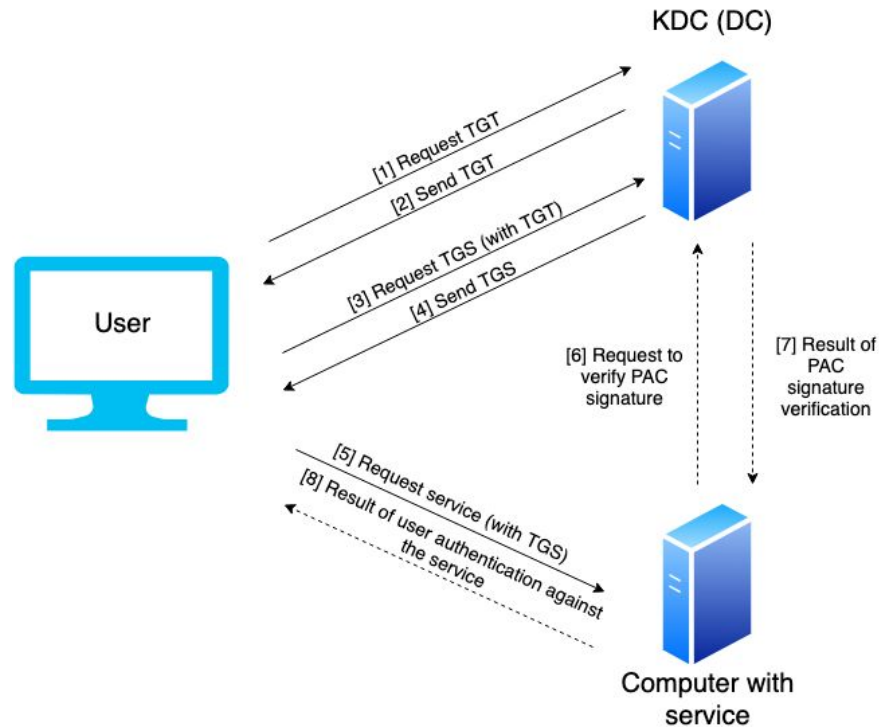 KDC (DC)
[1] Request TGT
[2] Send TGT
[3] Request TGS (with TGT)
[4] Send TGS
User
[6] Request to
verify PAC
signature
[7] Result of
PAC
signature
verification
[5] Request service (with TGS)
[8] Result of user authentication against
the service
Computer with
service